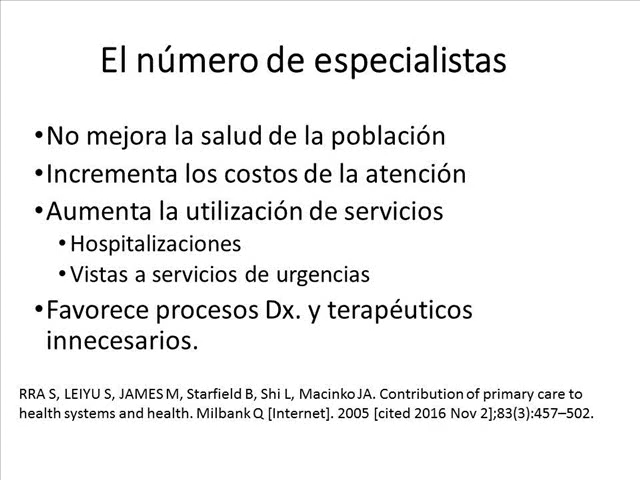 El número de especialistas
•No mejora la salud de la población
•Incrementa los costos de la atención
•Aumenta la utilización de servicios
•Hospitalizaciones
•Vistas a servicios de urgencias
•Favorece procesos Dx. y terapéuticos
innecesarios.
RRA S, LEIYU S, JAMES M, Starfield B, Shi L, Macinko JA. Contribution of primary care to
health systems and health. Milbank Q [Internet]. 2005 [cited 2016 Nov 2];83(3):457–502.